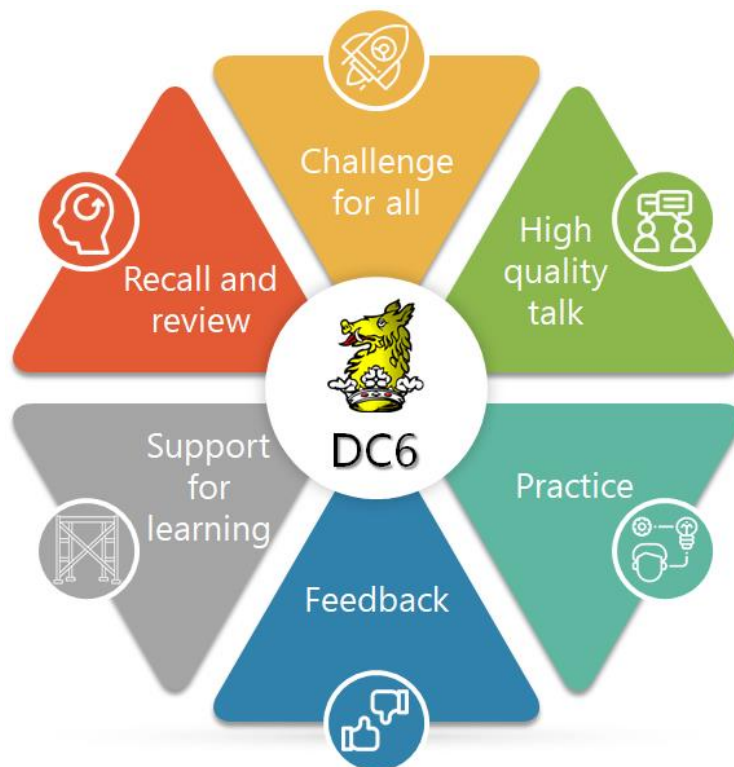 Challenge
for all
High
quality
talk
Practice
Feedback
Support
for
learning
Recall and
review
DC6